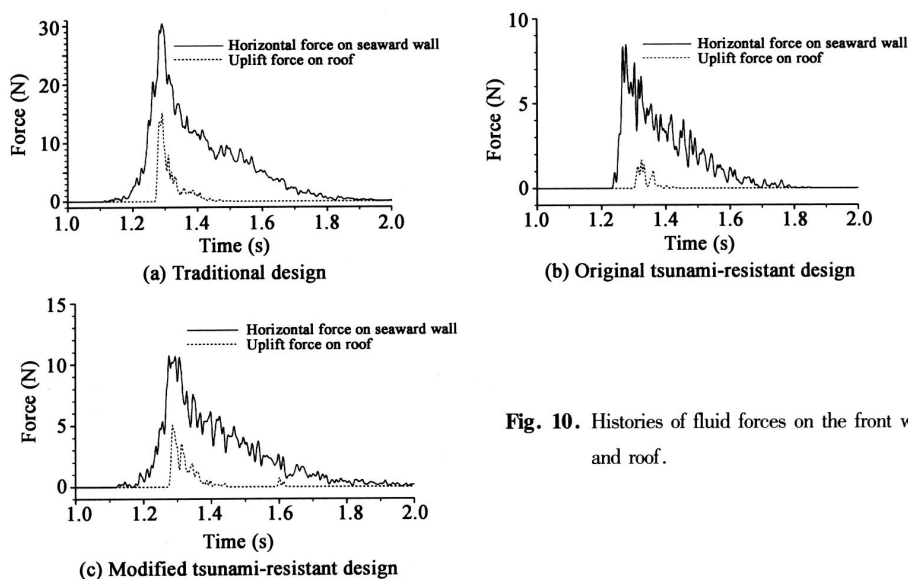 30
20
10
0
Force (N)
Horizontal force on seaward wall
Uplift force on roof
1.0 1.2 1.4 1.6 1.8 2.0
Time (s)
(a) Traditional design
10
5
0
Force (N)
Horizontal force on seaward wall
Uplift force on roof
1.0 1.2 1.4 1.6 1.8 2.0
Time (s)
(b) Original tsunami-resistant design
15
10
5
0
Force (N)
Horizontal force on seaward wall
Uplift force on roof
1.0 1.2 1.4 1.6 1.8 2.0
Time (s)
(c) Modified tsunami-resistant design
Fig. 10. Histories of fluid forces on the front
and roof.